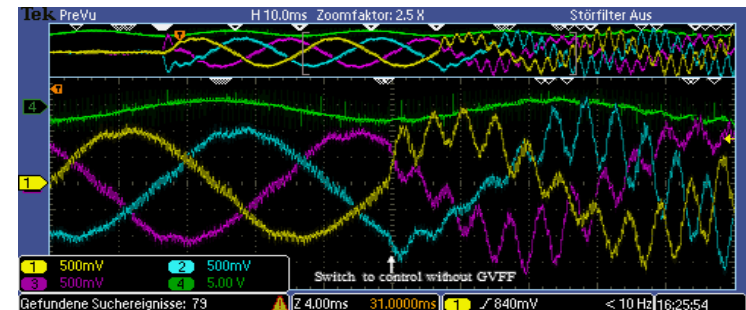 Tek PreVu H 10.0ms Zoomfaktor: 2.5 X Störfilter Aus
T
4
1
1 500mV 2 500mV
3 500mV 4 5.00 V
Switch to control without GVFF
Gefundene Suchereignisse: 79 Z 4.00ms 31.0000ms 1 840mV < 10 Hz 16:25:54